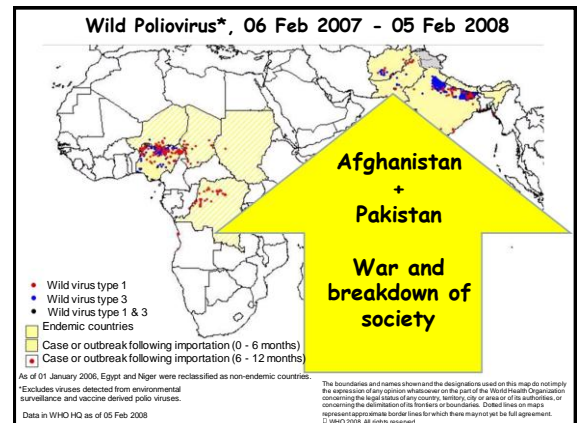 Wild Poliovirus*, 06 Feb 2007 - 05 Feb 2008
Afghanistan
+
Pakistan
War and
breakdown of
society
Wild virus type 1
Wild virus type 3
Wild virus type 1 & 3
Endemic countries
Case or outbreak following importation (0 - 6 months)
Case or outbreak following importation (6 - 12 months)
As of 01 January 2006, Egypt and Niger were reclassified as non-endemic countries.
*Excludes viruses detected from environmental
surveillance and vaccine derived polio viruses.
Data in WHO HQ as of 05 Feb 2008
The boundaries and names shown and the designations used on this map do not imply
the expression of any opinion whatsoever on the part of the World Health Organization
concerning the legal status of any country, territory, city or area or of its authorities, or
concerning the delimitation of its frontiers or boundaries. Dotted lines on maps
represent approximate border lines for which there may not yet be full agreement.
WHO 2008. All rights reserved